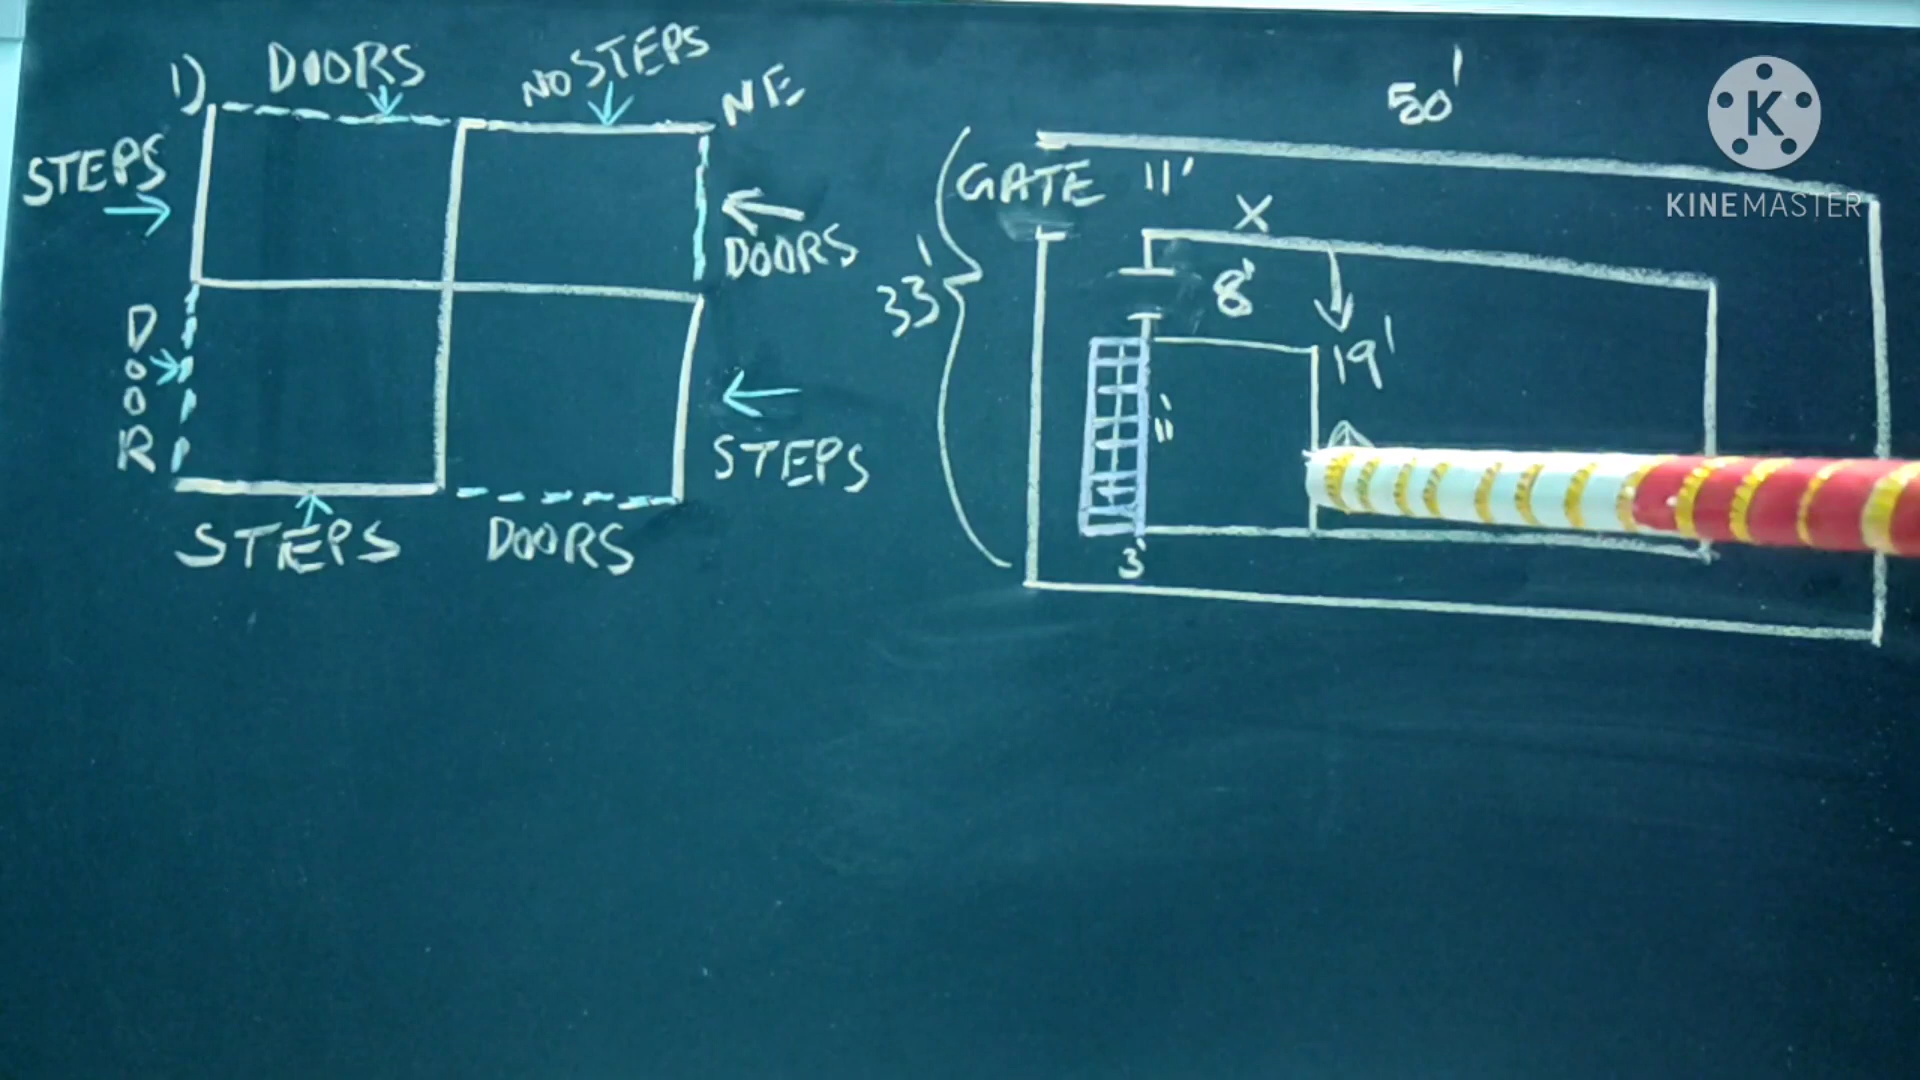 1)
DOORS
NO STEPS
NE
STEPS
DOORS
DOOR
STEPS
STEPS
DOORS
50'
GATE
11'
X
33'
8'
19'
11'
3'
K
KINEMASTER